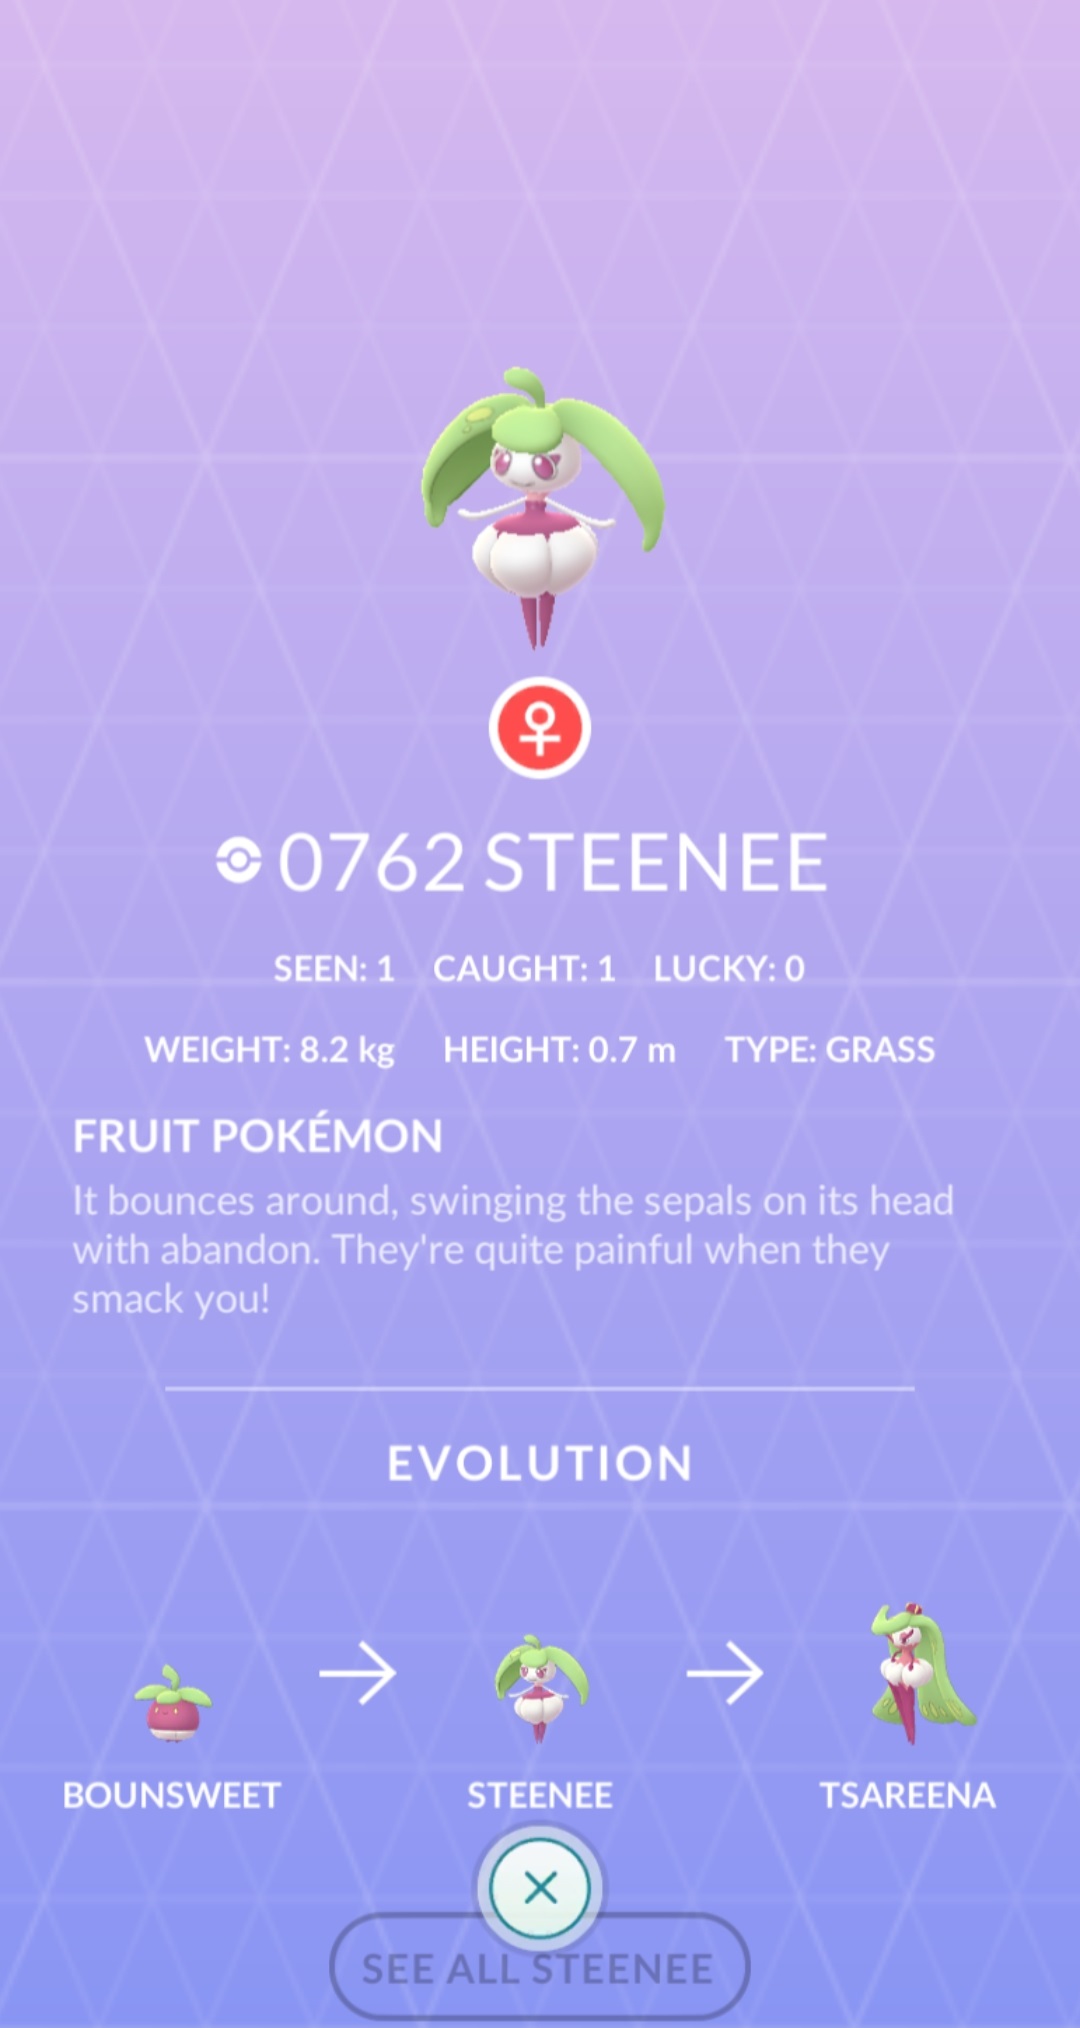 0762 STEENEE
SEEN: 1 CAUGHT: 1 LUCKY: 0
WEIGHT: 8.2 kg HEIGHT: 0.7 m TYPE: GRASS
FRUIT POKÉMON
It bounces around, swinging the sepals on its head
with abandon. They're quite painful when they
smack you!
EVOLUTION
BOUNSWEET STEENEE TSAREENA
SEE ALL STEENEE